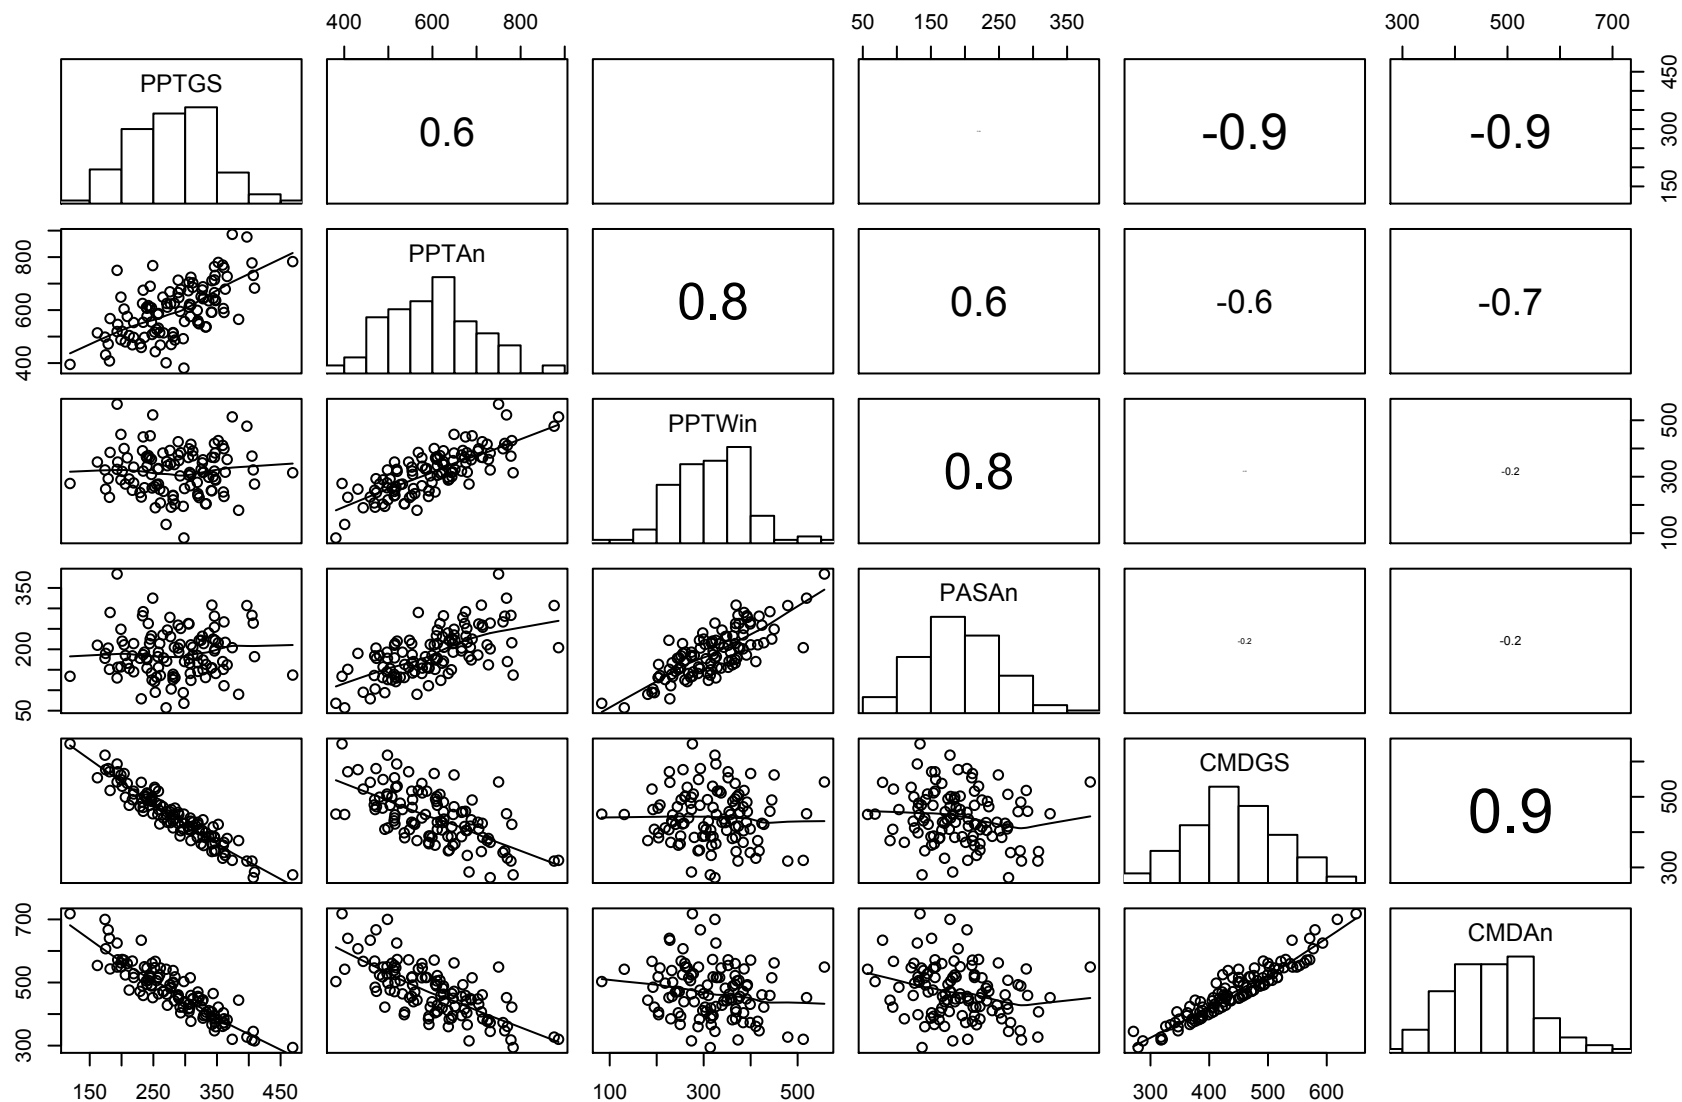 400 600 800 50 150 250 350 300 500 700
PPTGS 0.6 -0.9 -0.9 150 300 450
400 600 800 PPTAn 0.8 0.6 -0.6 -0.7
PPTWin 0.8 -0.2 100 300 500
50 200 350 PASAn -0.2 -0.2
CMDGS 0.9 300 500
300 500 700 CMDAn
150 250 350 450 100 300 500 300 400 500 600